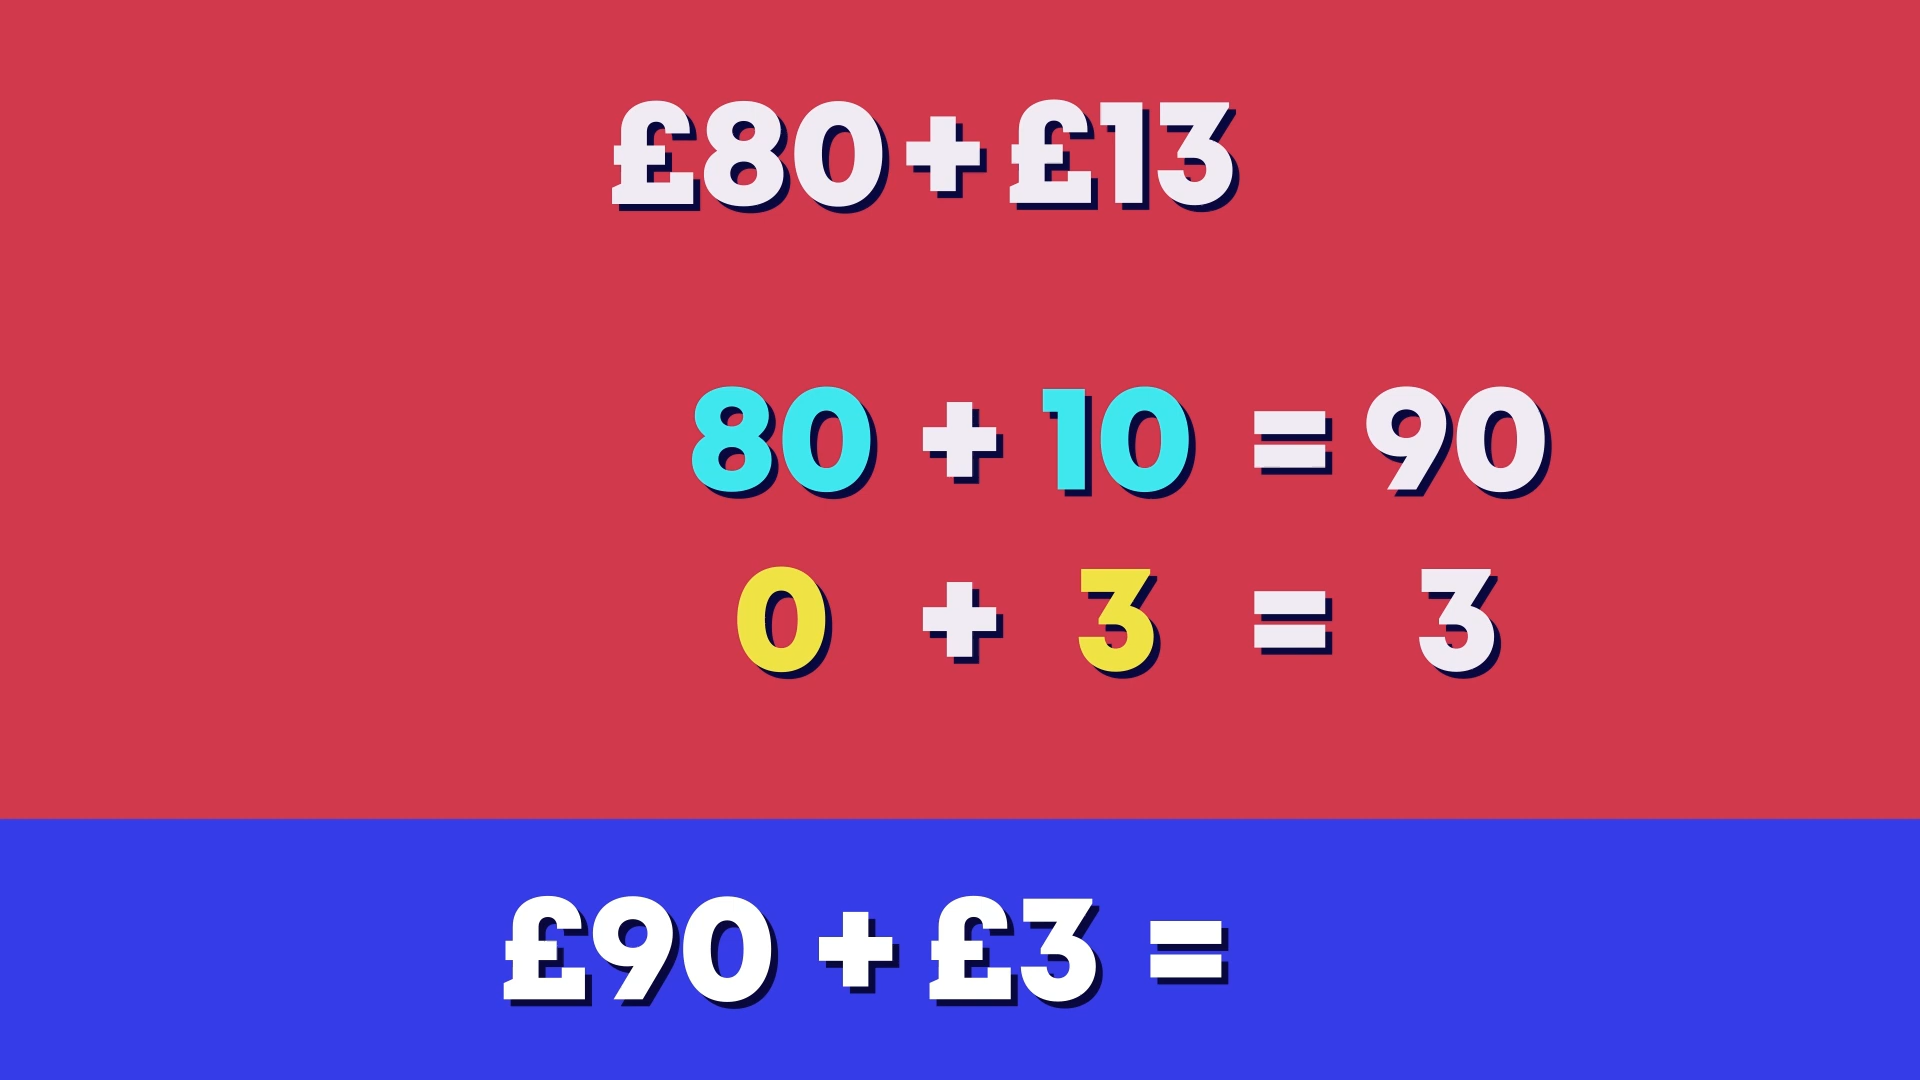 £80 + £13
80 + 10 = 90
0 + 3 = 3
£90 + £3 =